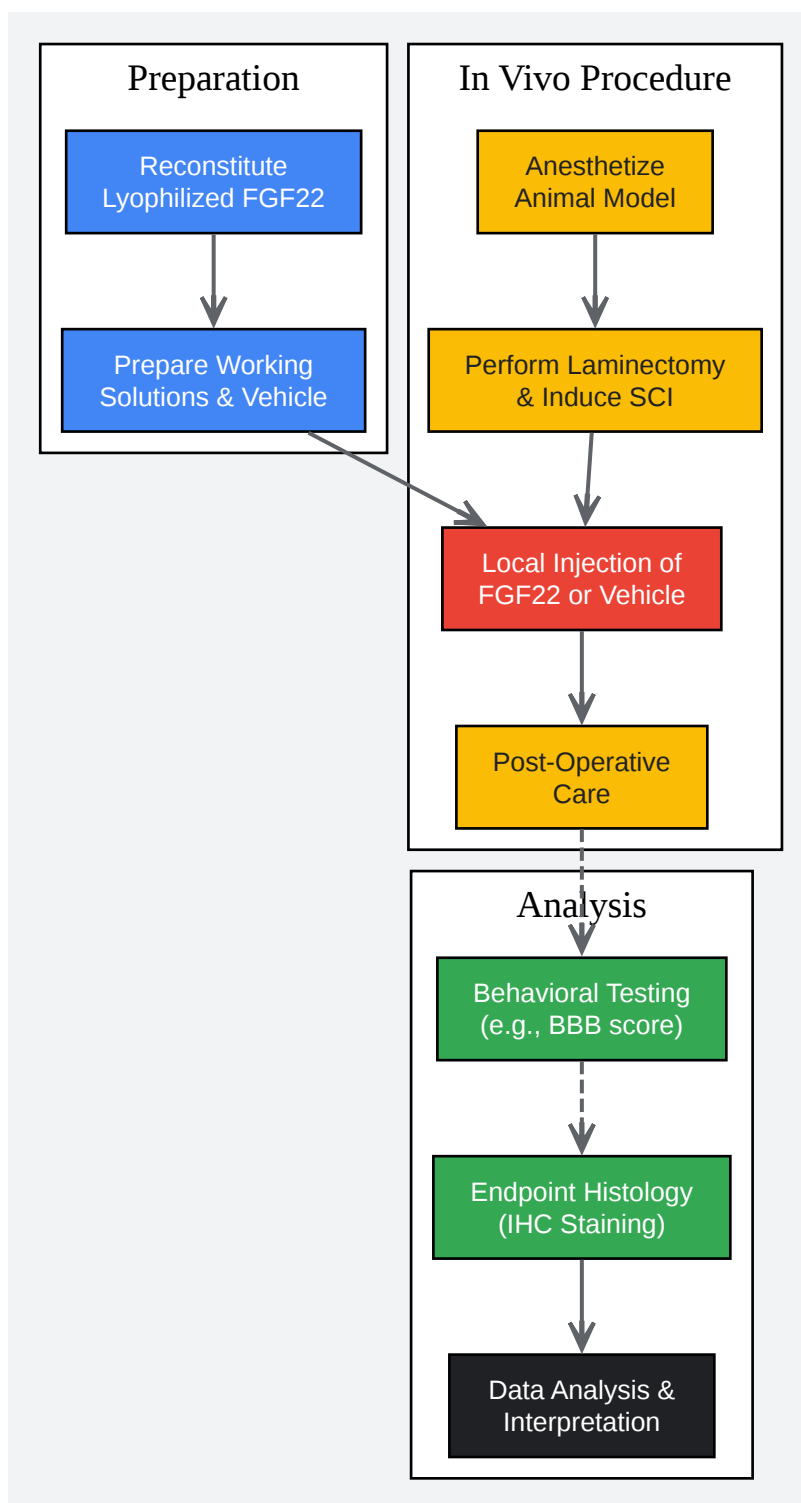 Preparation
Reconstitute
Lyophilized FGF22
Prepare Working
Solutions & Vehicle
In Vivo Procedure
Anesthetize
Animal Model
Perform Laminectomy
& Induce SCI
Local Injection of
FGF22 or Vehicle
Post-Operative
Care
Analysis
Behavioral Testing
(e.g., BBB score)
Endpoint Histology
(IHC Staining)
Data Analysis &
Interpretation